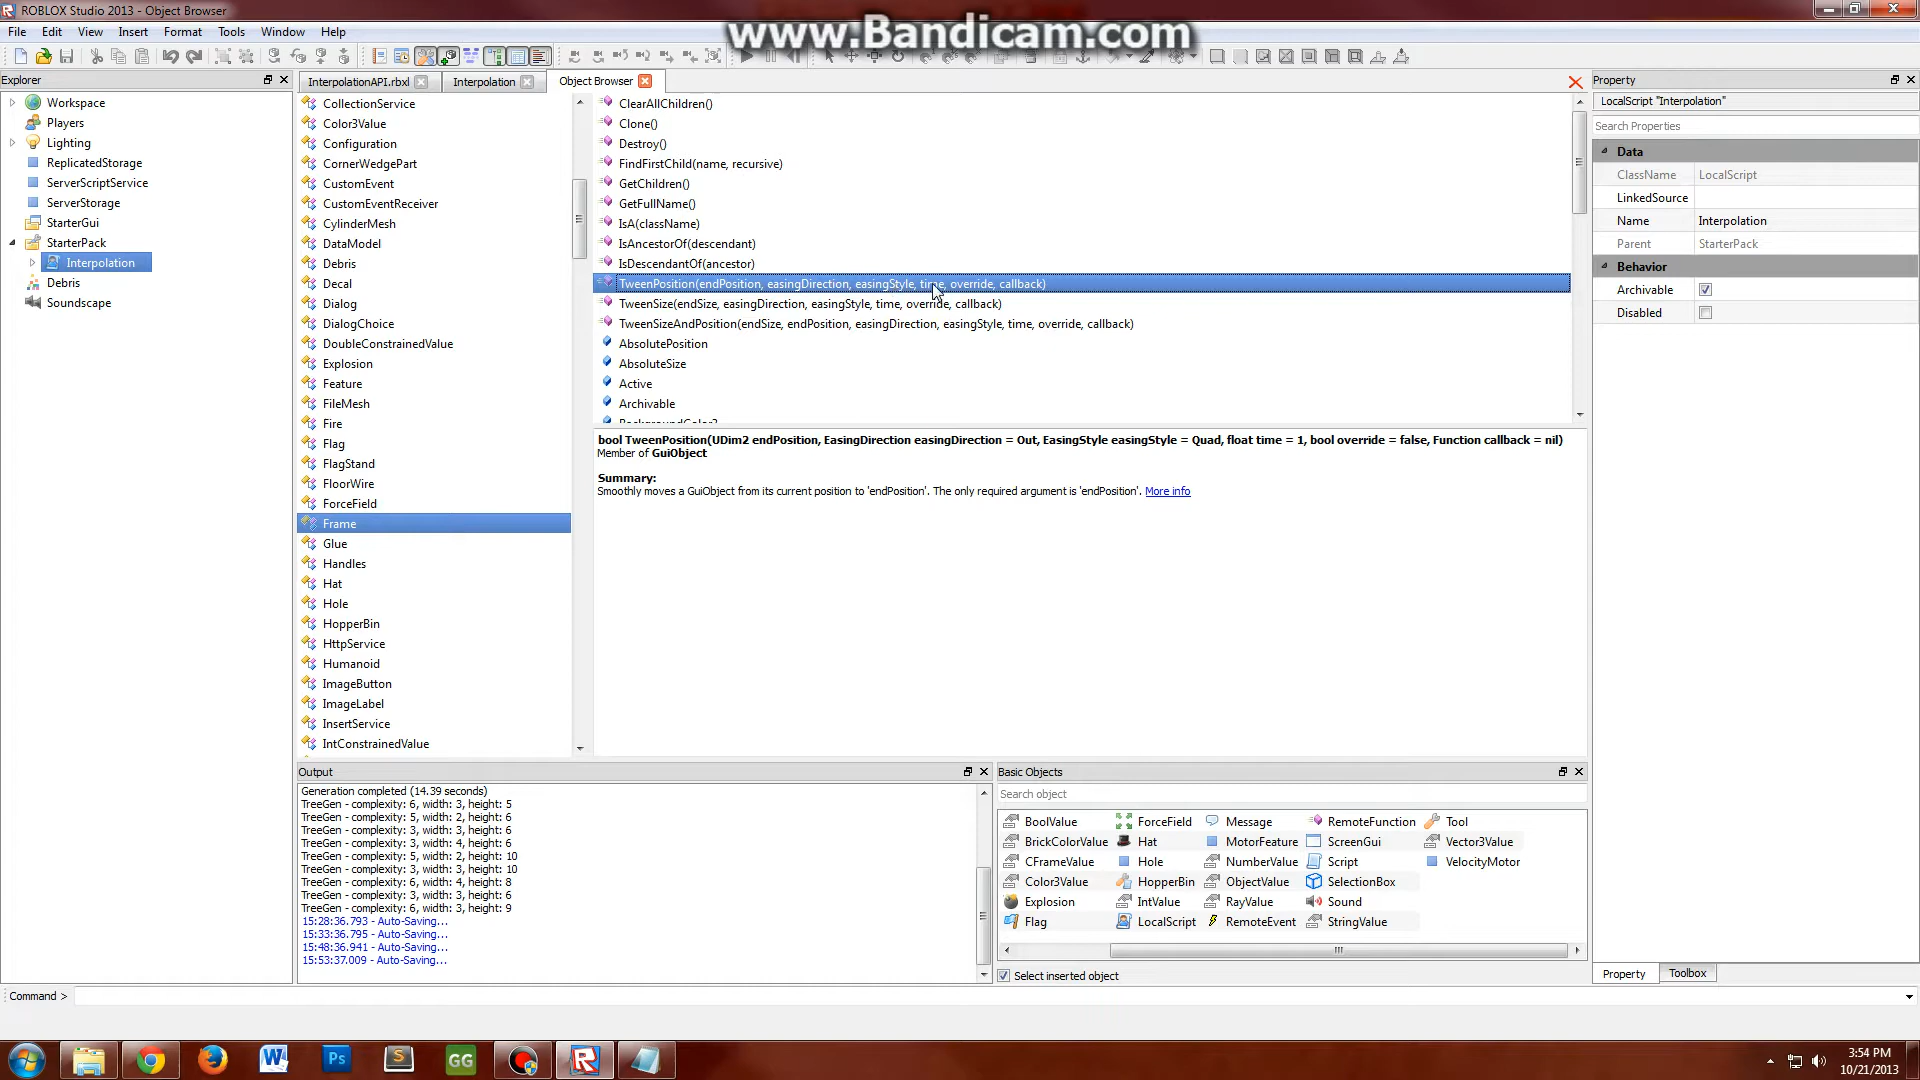 ROBLOX Studio 2013 - Object Browser
www.Bandicam.com
File Edit View Insert Format Tools Window Help
Explorer
Workspace
Players
Lighting
ReplicatedStorage
ServerScriptService
ServerStorage
StarterGui
StarterPack
Interpolation
Debris
Soundscape
InterpolationAPI.rbxl
Interpolation
Object Browser
CollectionService
Color3Value
Configuration
CornerWedgePart
CustomEvent
CustomEventReceiver
CylinderMesh
DataModel
Debris
Decal
Dialog
DialogChoice
DoubleConstrainedValue
Explosion
Feature
FileMesh
Fire
Flag
FlagStand
FloorWire
ForceField
Frame
Glue
Handles
Hat
Hole
HopperBin
HttpService
Humanoid
ImageButton
ImageLabel
InsertService
IntConstrainedValue
ClearAllChildren()
Clone()
Destroy()
FindFirstChild(name, recursive)
GetChildren()
GetFullName()
IsA(className)
IsAncestorOf(descendant)
IsDescendantOf(ancestor)
TweenPosition(endPosition, easingDirection, easingStyle, time, override, callback)
TweenSize(endSize, easingDirection, easingStyle, time, override, callback)
TweenSizeAndPosition(endSize, endPosition, easingDirection, easingStyle, time, override, callback)
AbsolutePosition
AbsoluteSize
Active
Archivable
bool TweenPosition(UDim2 endPosition, EasingDirection easingDirection = Out, EasingStyle easingStyle = Quad, float time = 1, bool override = false, Function callback = nil)
Member of GuiObject
Summary:
Smoothly moves a GuiObject from its current position to 'endPosition'. The only required argument is 'endPosition'. More info
Property
LocalScript "Interpolation"
Search Properties
Data
ClassName LocalScript
LinkedSource
Name Interpolation
Parent StarterPack
Behavior
Archivable
Disabled
Property Toolbox
Output
Generation completed (14.39 seconds)
TreeGen - complexity: 6, width: 3, height: 5
TreeGen - complexity: 5, width: 2, height: 6
TreeGen - complexity: 3, width: 3, height: 6
TreeGen - complexity: 3, width: 4, height: 6
TreeGen - complexity: 5, width: 2, height: 10
TreeGen - complexity: 3, width: 3, height: 10
TreeGen - complexity: 6, width: 4, height: 8
TreeGen - complexity: 3, width: 3, height: 6
TreeGen - complexity: 6, width: 3, height: 9
15:28:36.793 - Auto-Saving...
15:33:36.795 - Auto-Saving...
15:48:36.941 - Auto-Saving...
15:53:37.009 - Auto-Saving...
Basic Objects
Search object
BoolValue ForceField Message RemoteFunction Tool
BrickColorValue Hat MotorFeature ScreenGui Vector3Value
CFrameValue Hole NumberValue Script VelocityMotor
Color3Value HopperBin ObjectValue SelectionBox
Explosion IntValue RayValue Sound
Flag LocalScript RemoteEvent StringValue
Select inserted object
Command >
W Ps S GG
3:54 PM
10/21/2013